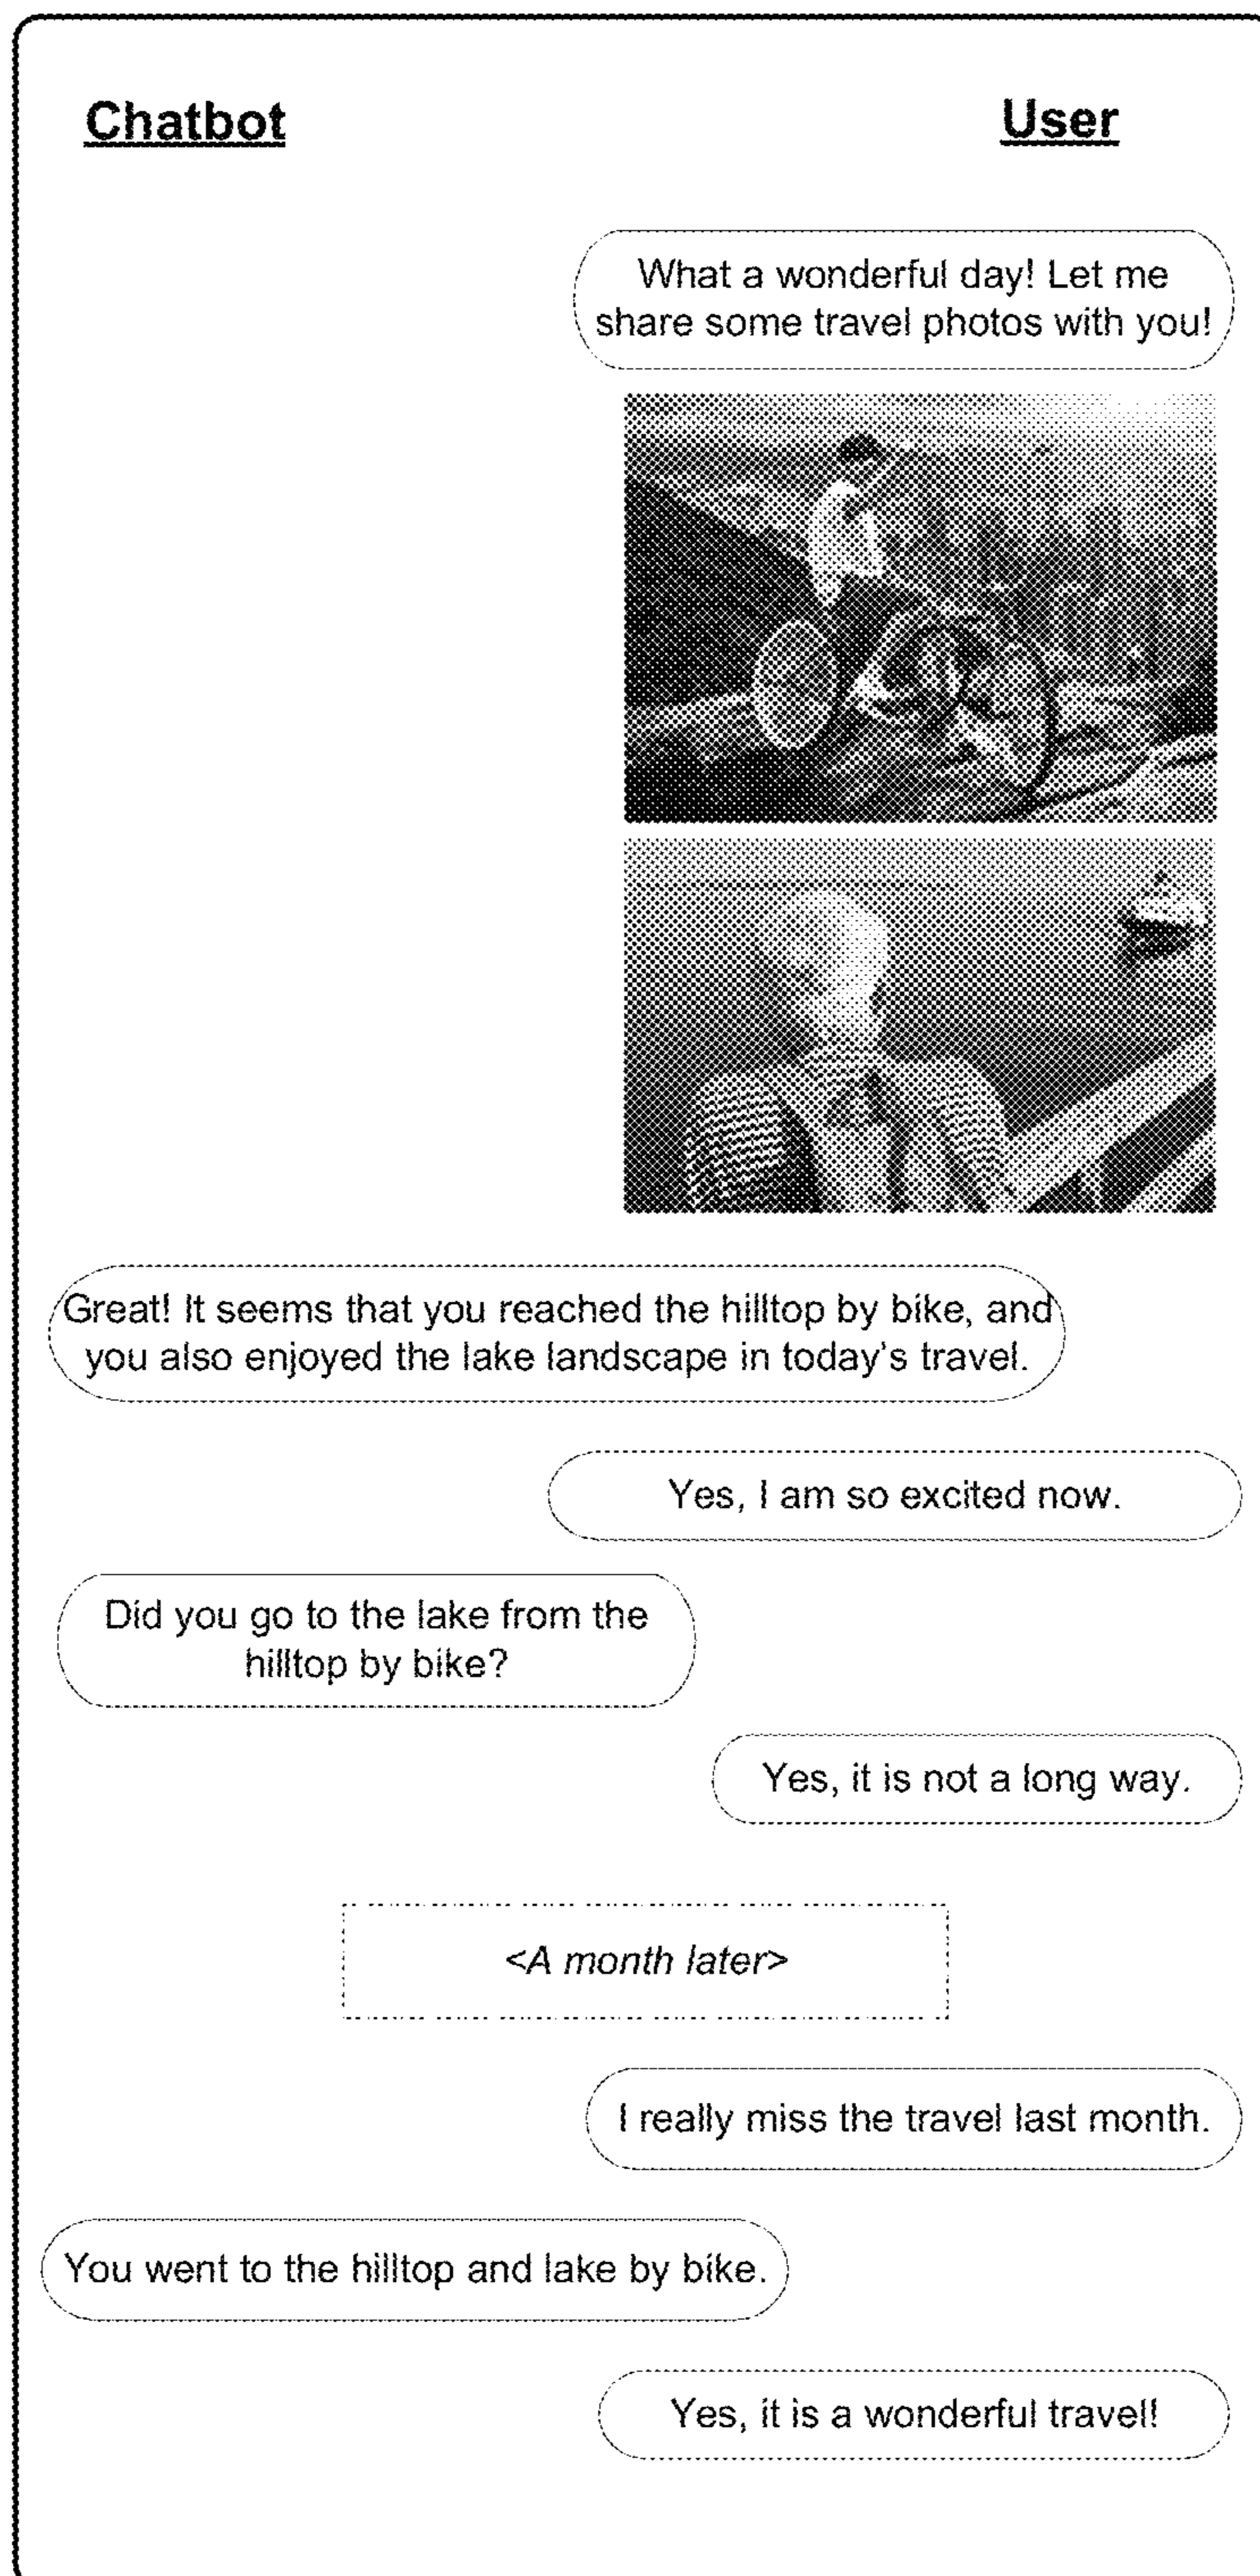 Chatbot
User
What a wonderful day! Let me
share some travel photos with you!
Great! It seems that you reached the hilltop by bike, and
you also enjoyed the lake landscape in today's travel.
Yes, I am so excited now.
Did you go to the lake from the
hilltop by bike?
Yes, it is not a long way.
<A month later>
I really miss the travel last month.
You went to the hilltop and lake by bike.
Yes, it is a wonderful travel!